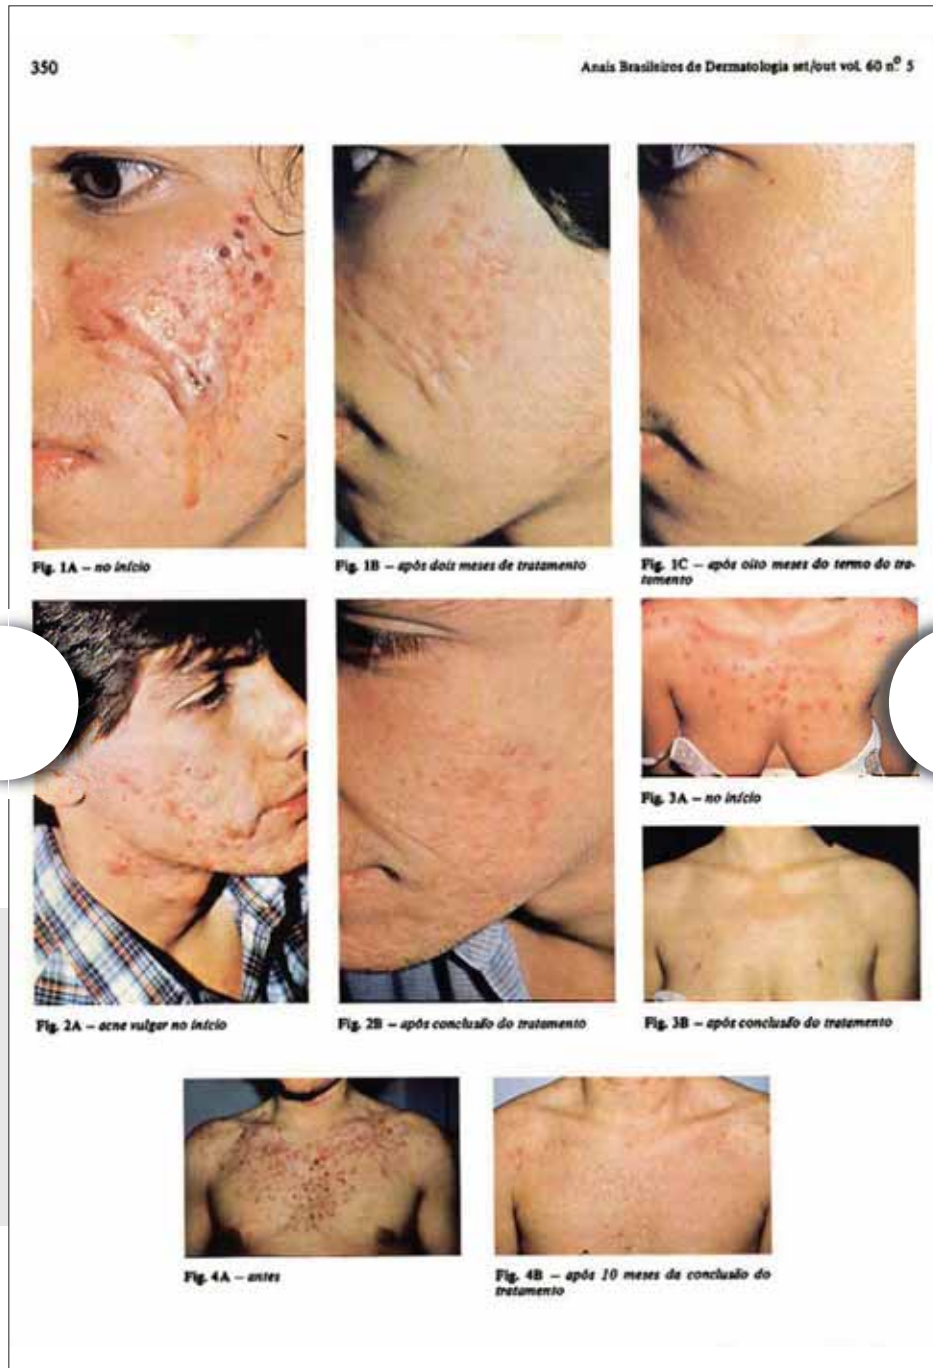 350
Anais Brasileiros de Dermatologia set/out vol. 60 nº 5
Fig. 1A – no início
Fig. 1B – após dois meses de tratamento
Fig. 1C – após oito meses do termo do tra-
tamento
Fig. 2A – acne vulgar no início
Fig. 2B – após conclusão do tratamento
Fig. 3A – no início
Fig. 3B – após conclusão do tratamento
Fig. 4A – antes
Fig. 4B – após 10 meses da conclusão do
tratamento